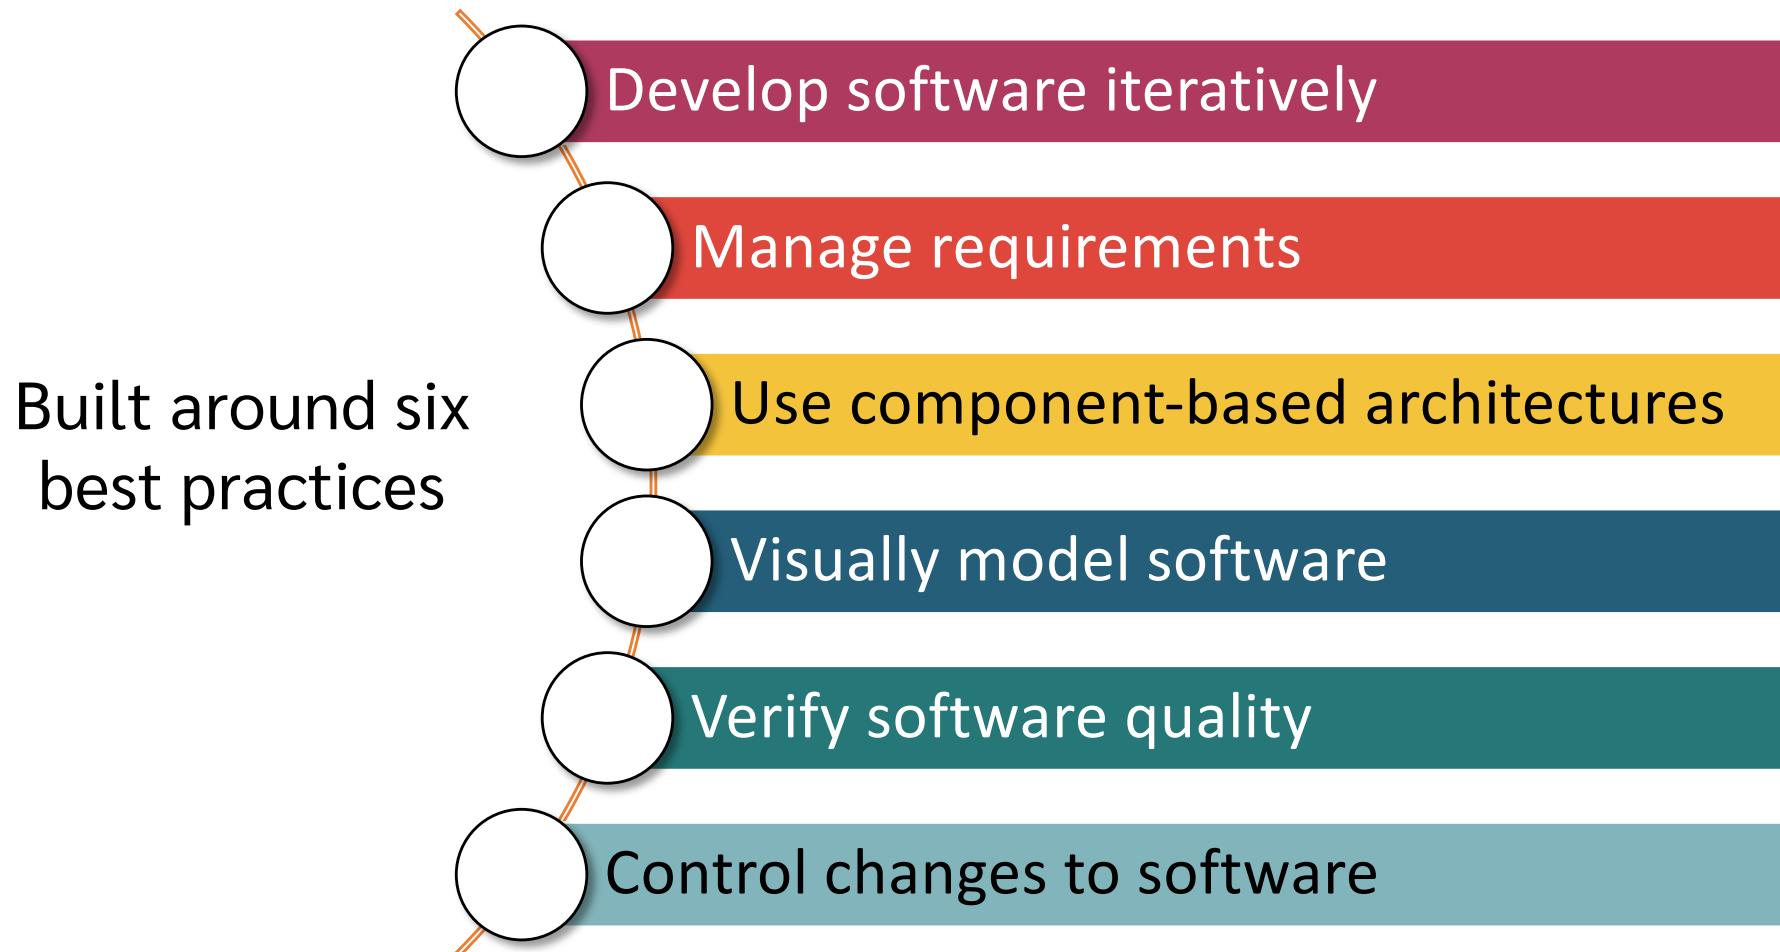 Built around six
best practices
Develop software iteratively
Manage requirements
Use component-based architectures
Visually model software
Verify software quality
Control changes to software